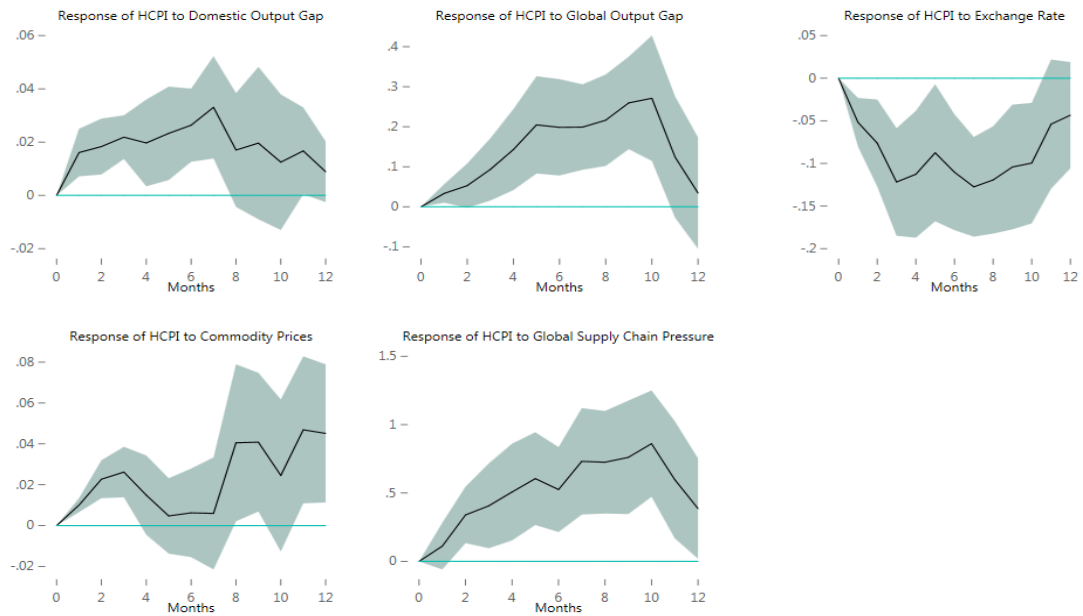 Response of HCPI to Domestic Output Gap
.06
.04
.02
0
-.02
0 2 4 6 8 10 12
Months
Response of HCPI to Global Output Gap
.4
.3
.2
.1
0
-.1
0 2 4 6 8 10 12
Months
Response of HCPI to Exchange Rate
.05
0
-.05
-.1
-.15
-.2
0 2 4 6 8 10 12
Months
Response of HCPI to Commodity Prices
.08
.06
.04
.02
0
-.02
0 2 4 6 8 10 12
Months
Response of HCPI to Global Supply Chain Pressure
1.5
1
.5
0
0 2 4 6 8 10 12
Months